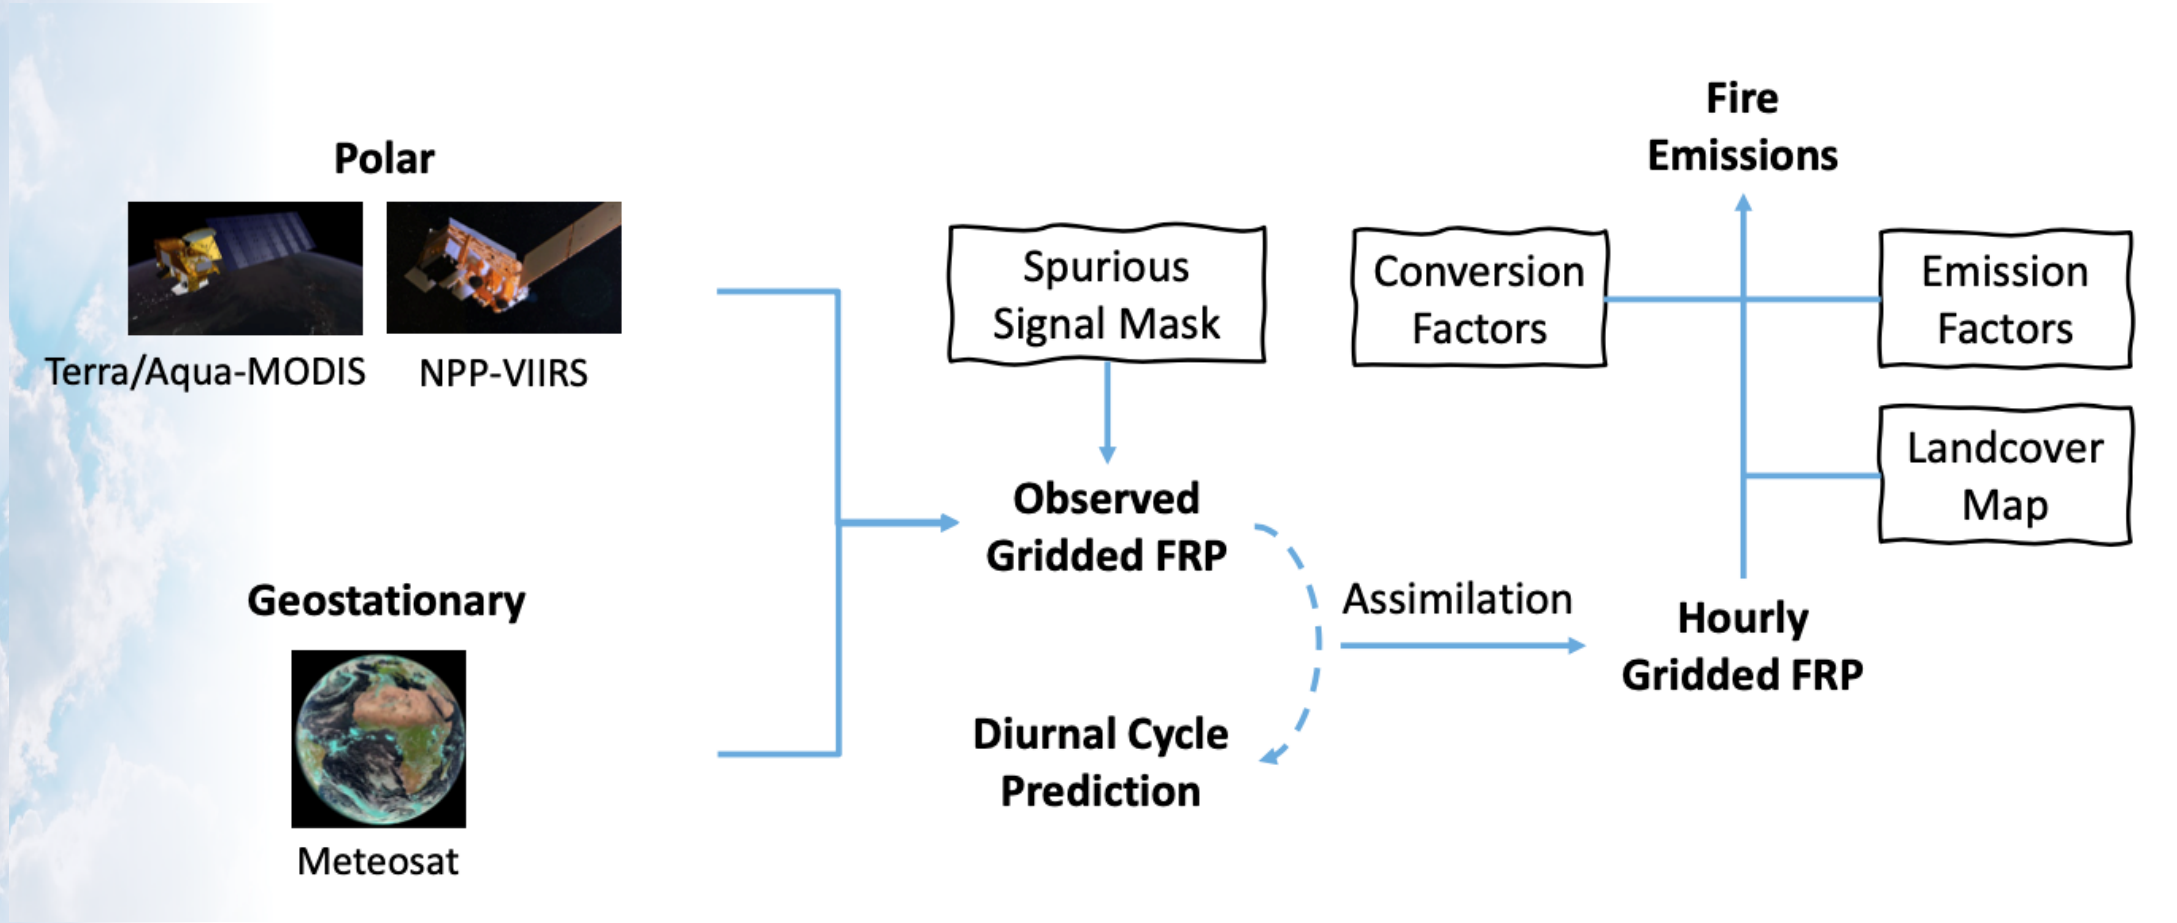 Polar
Terra/Aqua-MODIS
NPP-VIIRS
Geostationary
Meteosat
Spurious
Signal Mask
Observed
Gridded FRP
Diurnal Cycle
Prediction
Assimilation
Fire
Emissions
Conversion
Factors
Emission
Factors
Landcover
Map
Hourly
Gridded FRP